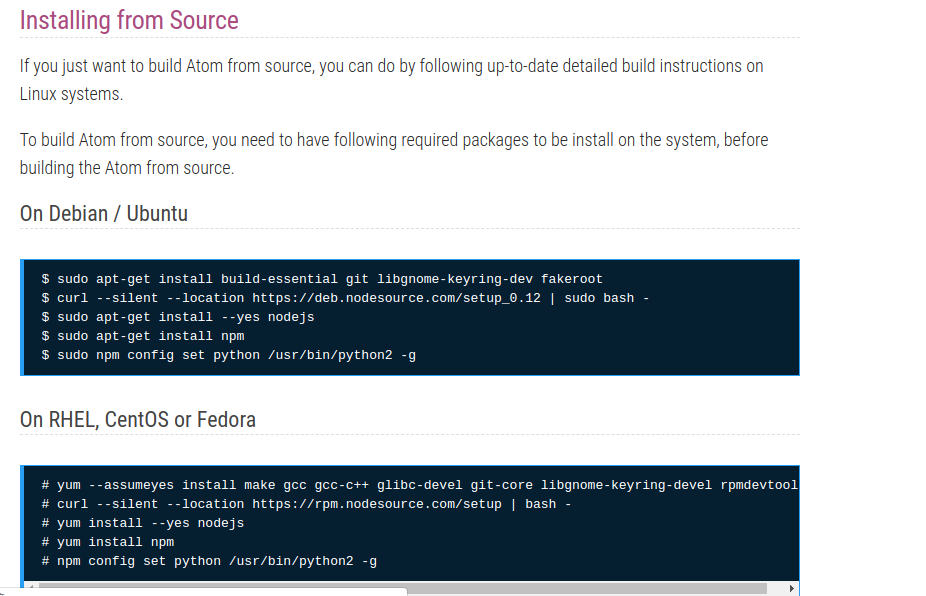 Installing from Source
If you just want to build Atom from source, you can do by following up-to-date detailed build instructions on
Linux systems.
To build Atom from source, you need to have following required packages to be install on the system, before
building the Atom from source.
On Debian / Ubuntu
$ sudo apt-get install build-essential git libgnome-keyring-dev fakeroot
$ curl --silent --location https://deb.nodesource.com/setup_0.12 | sudo bash -
$ sudo apt-get install --yes nodejs
$ sudo apt-get install npm
$ sudo npm config set python /usr/bin/python2 -g
On RHEL, CentOS or Fedora
# yum --assumeyes install make gcc gcc-c++ glibc-devel git-core libgnome-keyring-devel rpmdevtool
# curl --silent --location https://rpm.nodesource.com/setup | bash -
# yum install --yes nodejs
# yum install npm
# npm config set python /usr/bin/python2 -g